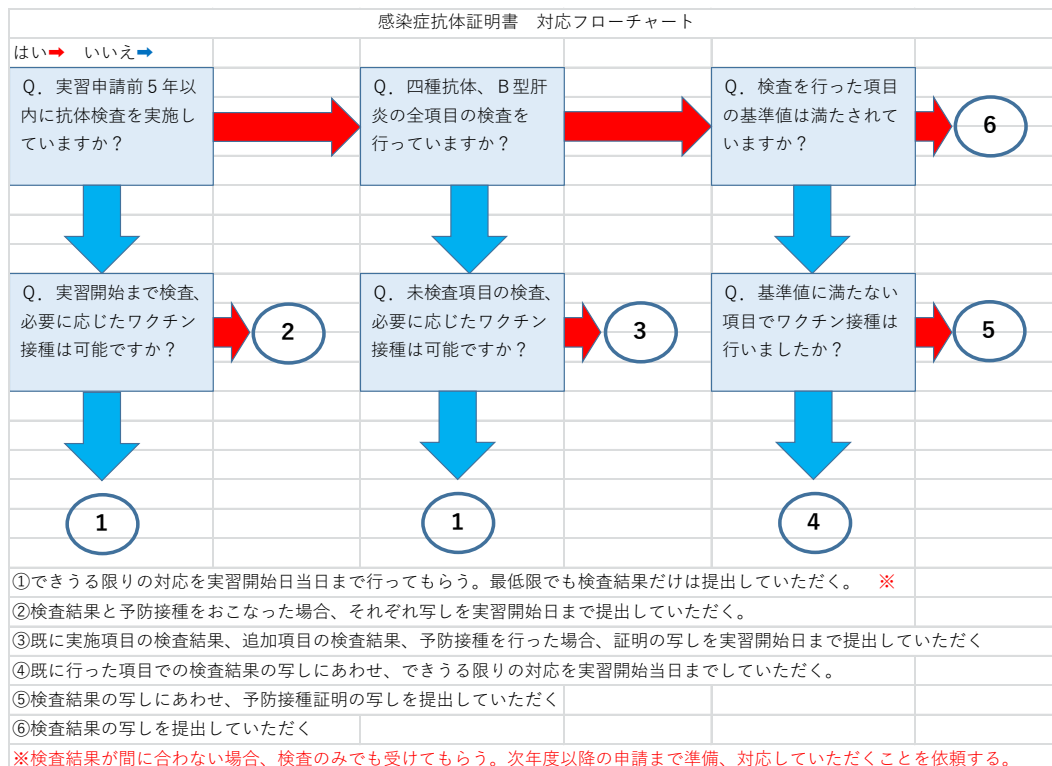 感染症抗体証明書　対応フローチャート
はい➡　いいえ➡
Q．実習申請前５年以
内に抗体検査を実施し
ていますか？
Q．四種抗体、Ｂ型肝
炎の全項目の検査を
行っていますか？
Q．検査を行った項目
の基準値は満たされて
いますか？
6
Q．実習開始まで検査、
必要に応じたワクチン
接種は可能ですか？
2
Q．未検査項目の検査、
必要に応じたワクチン
接種は可能ですか？
3
Q．基準値に満たない
項目でワクチン接種は
行いましたか？
5
1
1
4
①できうる限りの対応を実習開始日当日まで行ってもらう。最低限でも検査結果だけは提出していただく。　※
②検査結果と予防接種をおこなった場合、それぞれ写しを実習開始日まで提出していただく。
③既に実施項目の検査結果、追加項目の検査結果、予防接種を行った場合、証明の写しを実習開始日まで提出していただく
④既に行った項目での検査結果の写しにあわせ、できうる限りの対応を実習開始当日までしていただく。
⑤検査結果の写しにあわせ、予防接種証明の写しを提出していただく
⑥検査結果の写しを提出していただく
※検査結果が間に合わない場合、検査のみでも受けてもらう。次年度以降の申請まで準備、対応していただくことを依頼する。